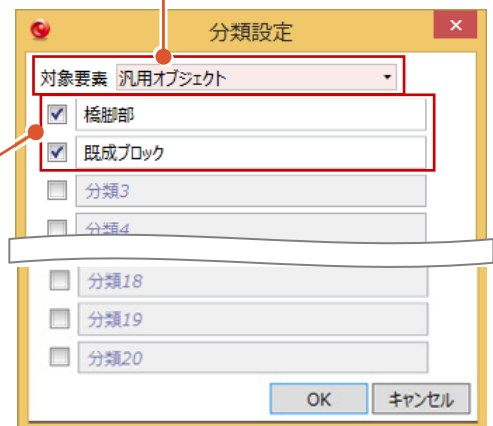 分類設定
対象要素 汎用オブジェクト
橋脚部
既成ブロック
分類3
分類4
分類18
分類19
分類20
OK キャンセル